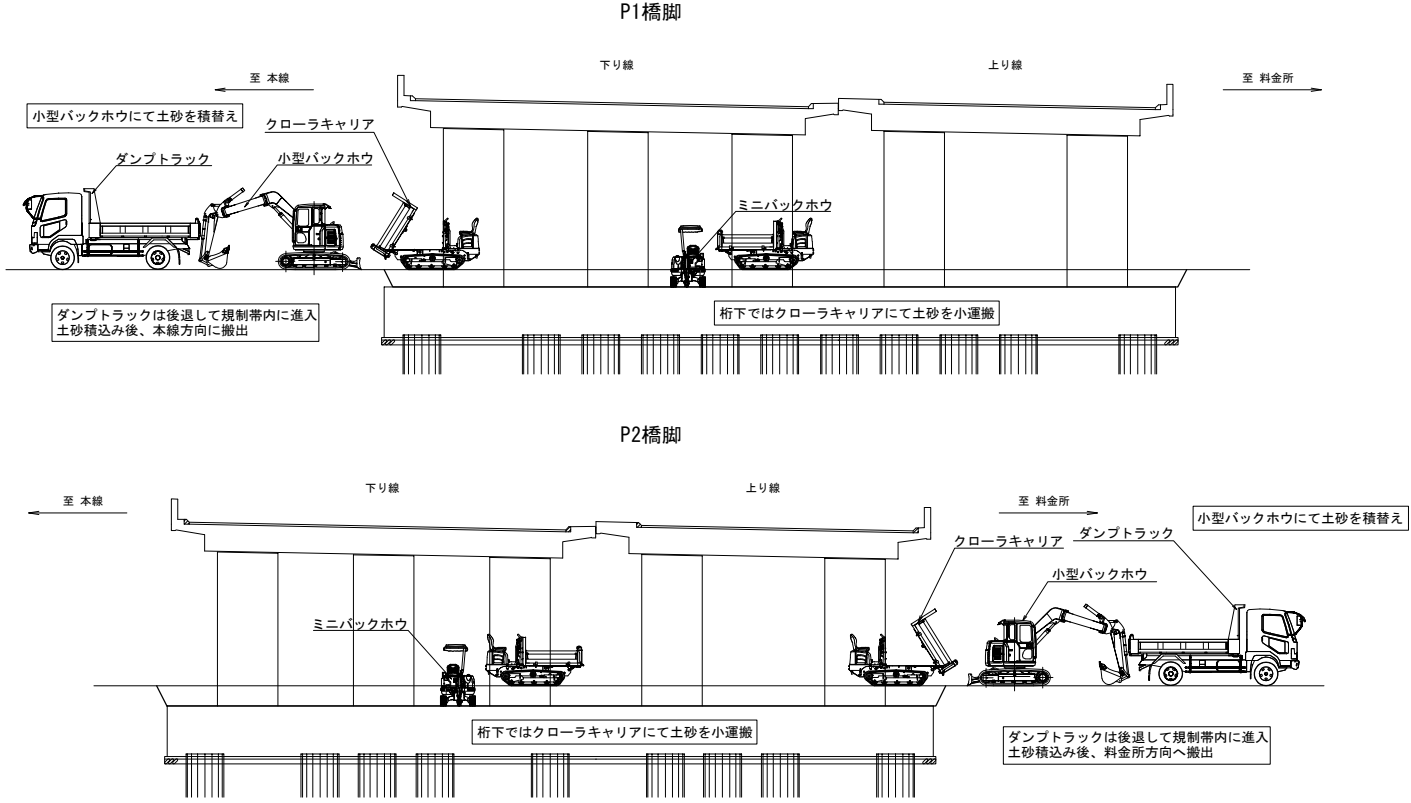 P1橋脚
下り線
上り線
至 本線
至 料金所
小型バックホウにて土砂を積替え
クローラキャリア
ダンプトラック
小型バックホウ
ミニバックホウ
ダンプトラックは後退して規制帯内に進入
土砂積込み後、本線方向に搬出
桁下ではクローラキャリアにて土砂を小運搬
P2橋脚
下り線
上り線
至 本線
至 料金所
小型バックホウにて土砂を積替え
クローラキャリア
ダンプトラック
小型バックホウ
ミニバックホウ
桁下ではクローラキャリアにて土砂を小運搬
ダンプトラックは後退して規制帯内に進入
土砂積込み後、料金所方向へ搬出